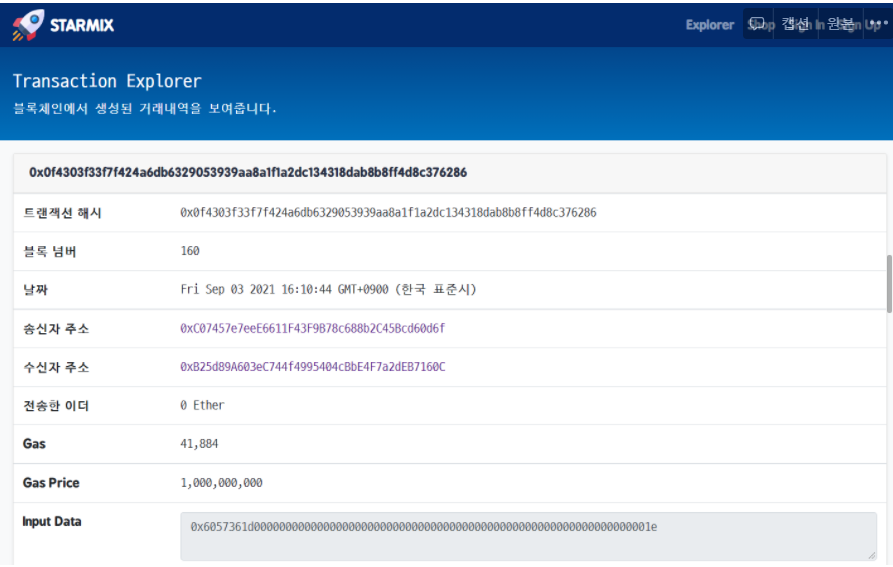 STARMIX
Explorer Shop Sign In Sign Up
캡션 원본
Transaction Explorer
블록체인에서 생성된 거래내역을 보여줍니다.
0x0f4303f33f7f424a6db6329053939aa8a1f1a2dc134318dab8b8ff4d8c376286
트랜잭션 해시 0x0f4303f33f7f424a6db6329053939aa8a1f1a2dc134318dab8b8ff4d8c376286
블록 넘버 160
날짜 Fri Sep 03 2021 16:10:44 GMT+0900 (한국 표준시)
송신자 주소 0xC07457e7eeE6611F43F9B78c688b2C45Bcd60d6f
수신자 주소 0xB25d89A603eC744f4995404cBbE4F7a2dEB7160C
전송한 이더 0 Ether
Gas 41,884
Gas Price 1,000,000,000
Input Data 0x6057361d000000000000000000000000000000000000000000000000000000000000001e